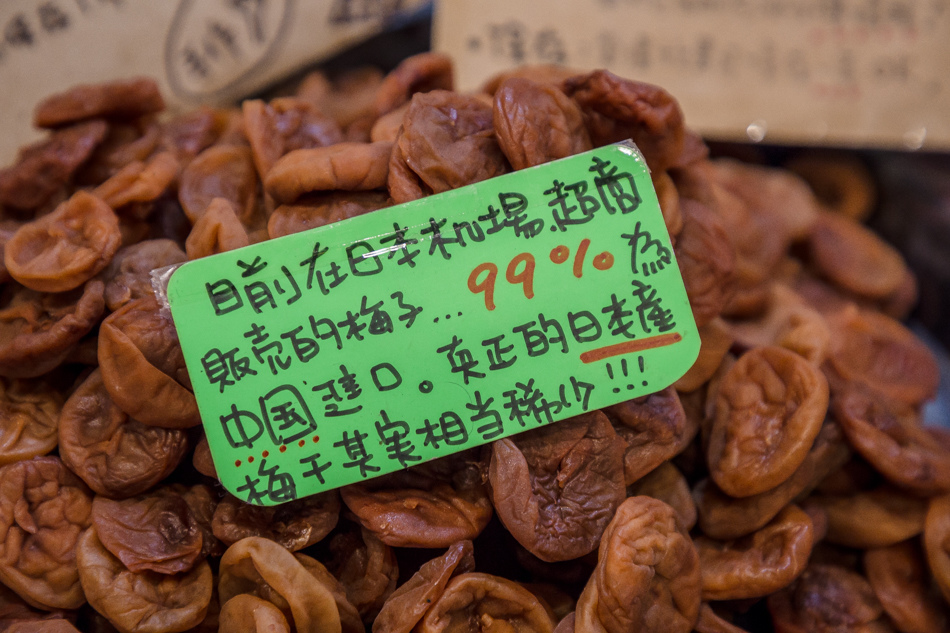 目前在日本机場.超商
販売的梅子...99%為
中国進口。真正的日本產
梅干其実相当稀少!!!